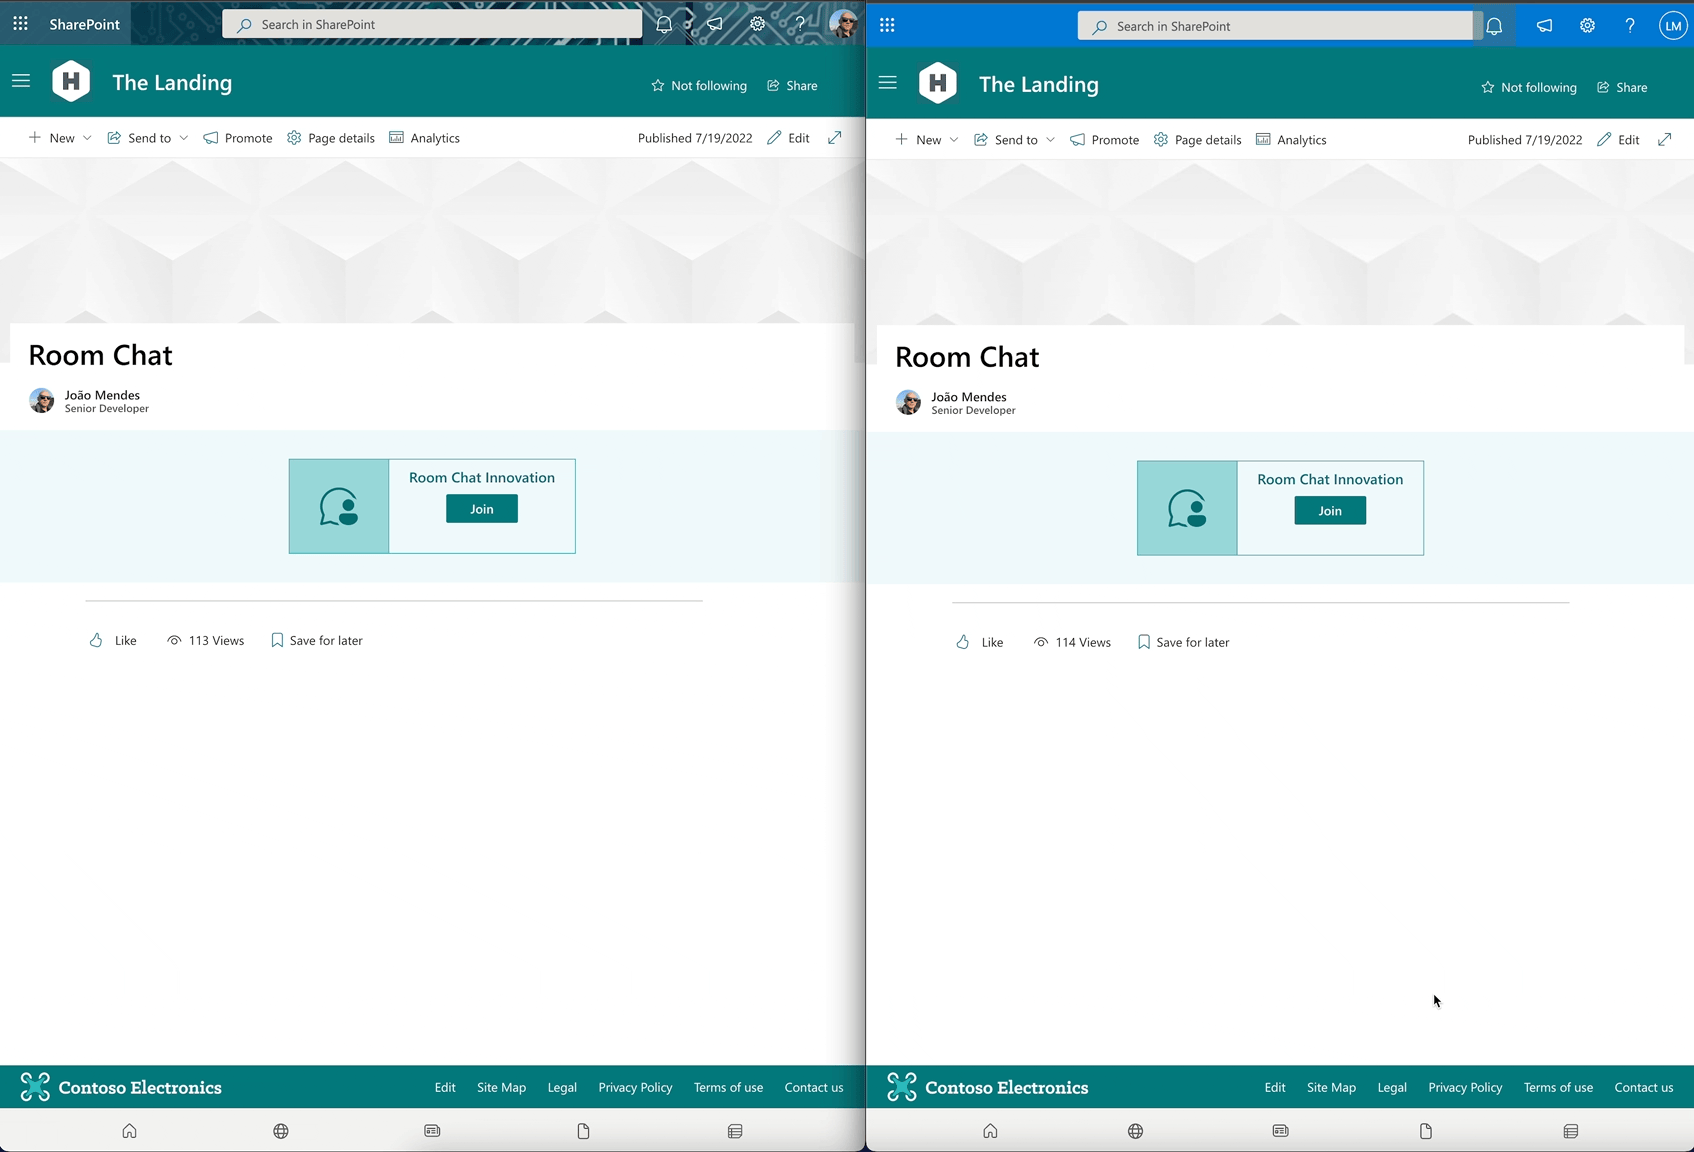 SharePoint
Search in SharePoint
H
The Landing
Not following
Share
New
Send to
Promote
Page details
Analytics
Published 7/19/2022
Edit
Room Chat
João Mendes
Senior Developer
Room Chat Innovation
Join
Like
113 Views
Save for later
Contoso Electronics
Edit
Site Map
Legal
Privacy Policy
Terms of use
Contact us
Search in SharePoint
?
LM
H
The Landing
Not following
Share
New
Send to
Promote
Page details
Analytics
Published 7/19/2022
Edit
Room Chat
João Mendes
Senior Developer
Room Chat Innovation
Join
Like
114 Views
Save for later
Contoso Electronics
Edit
Site Map
Legal
Privacy Policy
Terms of use
Contact us